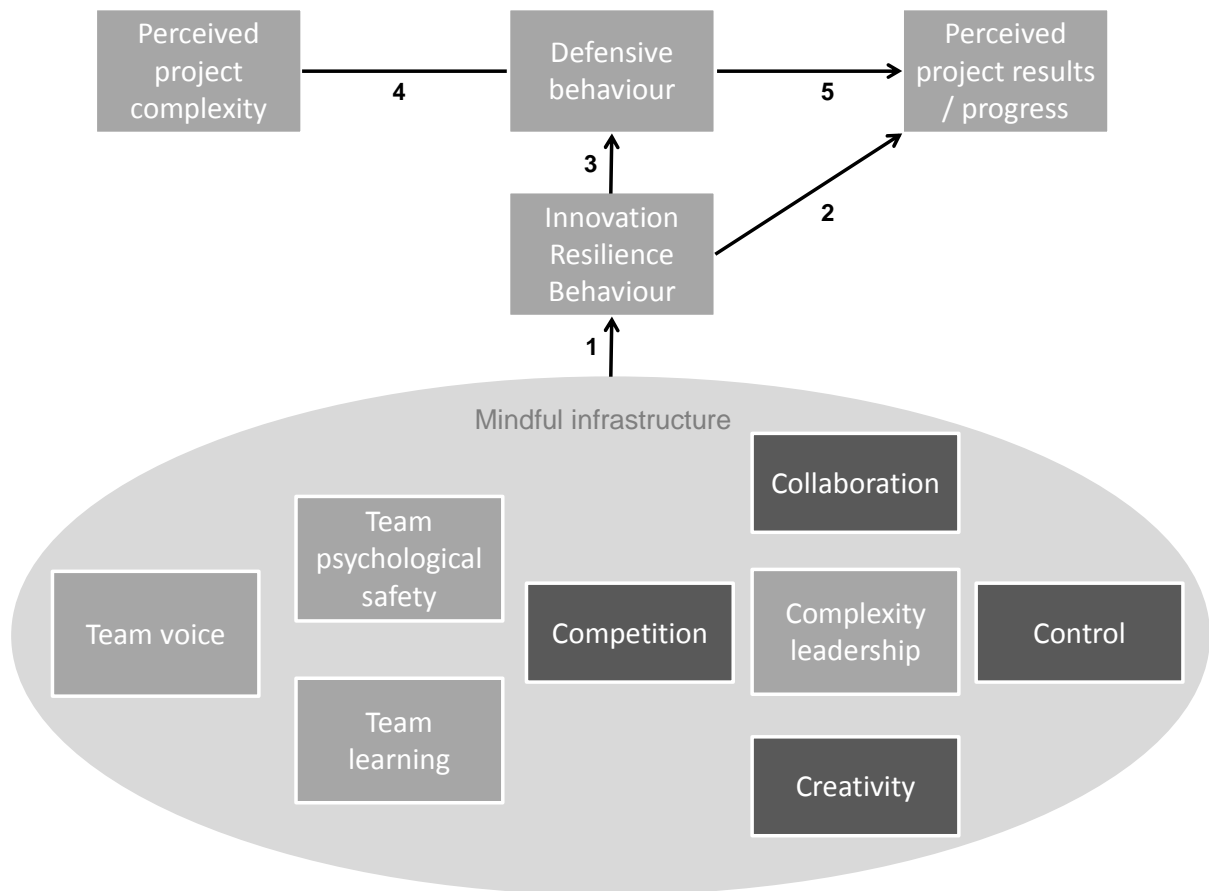 Perceived
project
complexity
4
Defensive
behaviour
5
Perceived
project results
/ progress
3
2
Innovation
Resilience
Behaviour
1
Mindful infrastructure
Collaboration
Team
psychological
safety
Team voice
Competition
Complexity
leadership
Control
Team
learning
Creativity